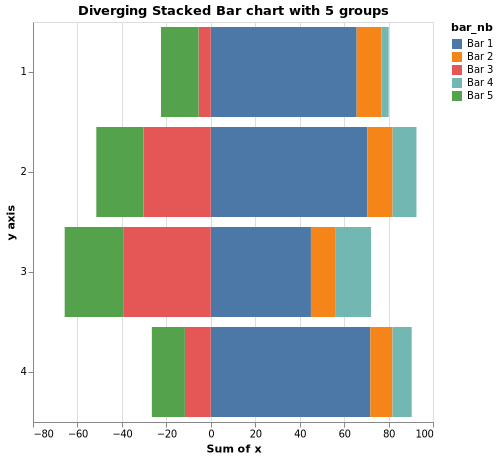 Diverging Stacked Bar chart with 5 groups
bar_nb
Bar 1
Bar 2
Bar 3
Bar 4
Bar 5
y axis
1
2
3
4
−80 −60 −40 −20 0 20 40 60 80 100
Sum of x